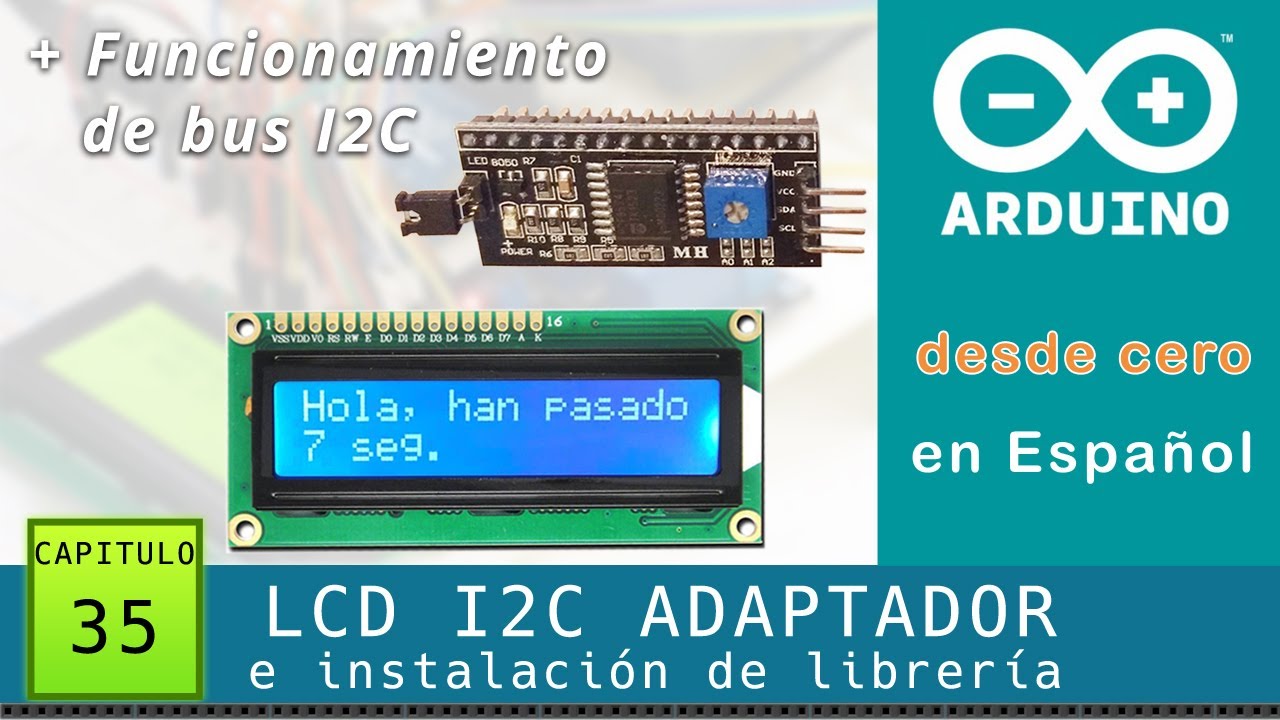 + Funcionamiento
de bus I2C
LED 8050 R7 C1
GND
VCC
SDA
SCL
+
POWER
R10 R8 R9 R5
R6
MH
A0 A1 A2
1 16
VSS VDD V0 RS RW E D0 D1 D2 D3 D4 D5 D6 D7 A K
Hola, han pasado
7 seg.
TM
ARDUINO
desde cero
en Español
CAPITULO
35
LCD I2C ADAPTADOR
e instalación de librería